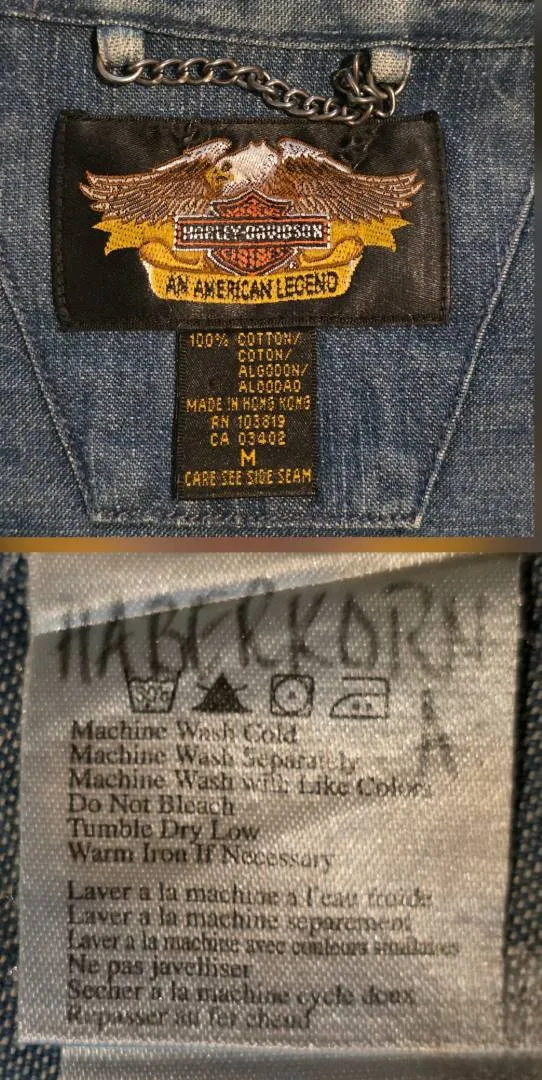 HARLEY-DAVIDSON
AN AMERICAN LEGEND
100% COTTON/
COTON/
ALGODON/
ALGODAO
MADE IN HONG KONG
RN 103819
CA 03402
M
CARE SEE SIDE SEAM
HABERKORN
A
Machine Wash Cold
Machine Wash Separately
Machine Wash with Like Colors
Do Not Bleach
Tumble Dry Low
Warm Iron If Necessary
Laver a la machine a l'eau froide
Laver a la machine separement
Laver a la machine avec couleurs similaires
Ne pas javelliser
Secher a la machine cycle doux
Repasser au fer cheud